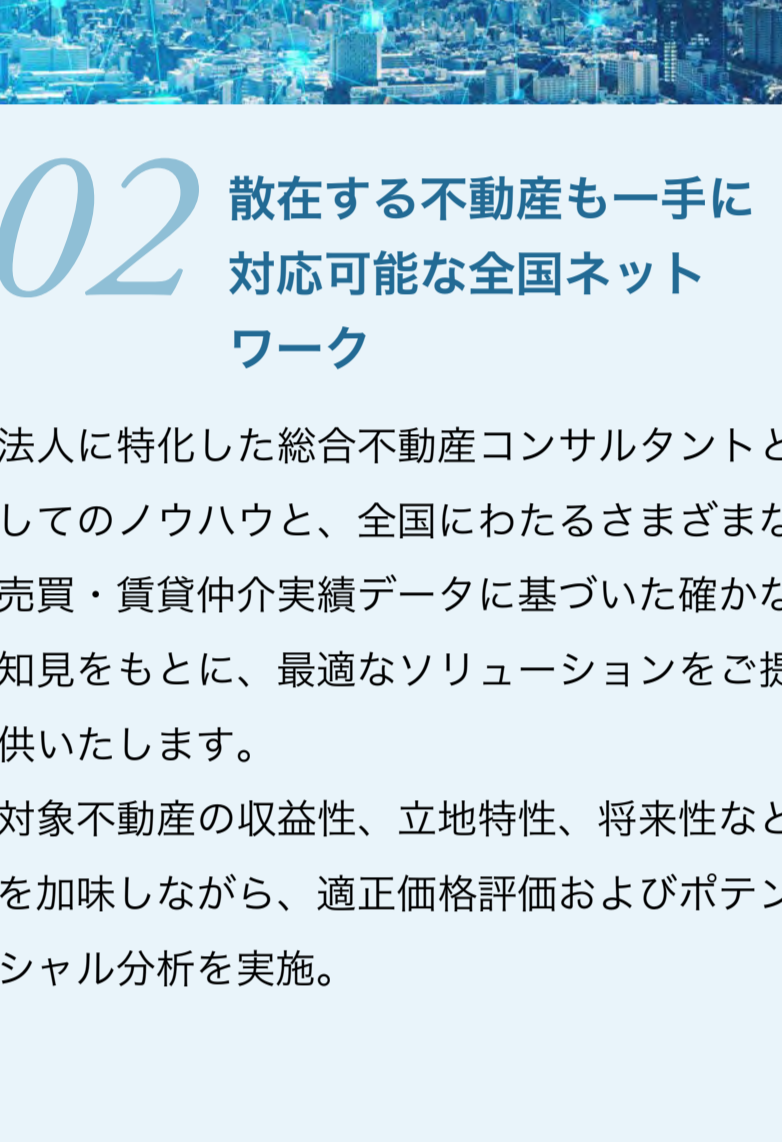 02
散在する不動産も一手に
対応可能な全国ネット
ワーク
法人に特化した総合不動産コンサルタントと
してのノウハウと、全国にわたるさまざまな
売買・賃貸仲介実績データに基づいた確かな
知見をもとに、最適なソリューションをご提
供いたします。
対象不動産の収益性、立地特性、将来性など
を加味しながら、適正価格評価およびポテン
シャル分析を実施。